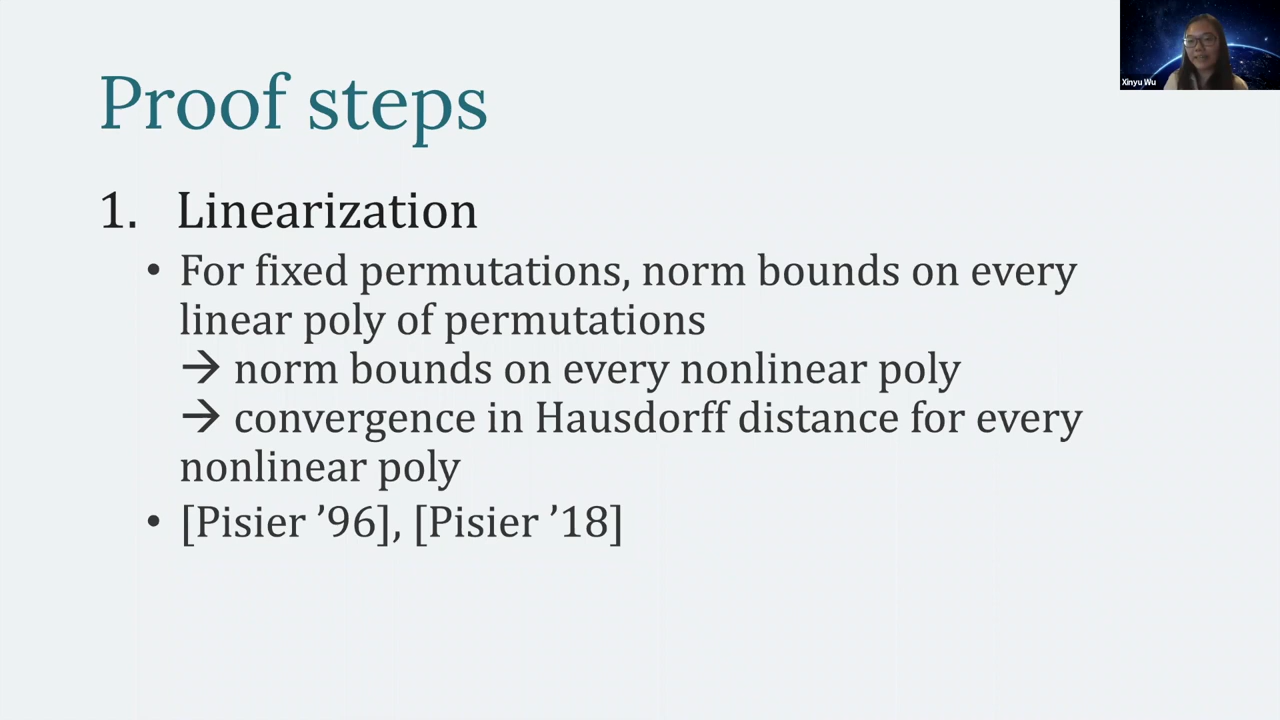 Proof steps
Xinyu Wu
1. Linearization
• For fixed permutations, norm bounds on every
linear poly of permutations
→ norm bounds on every nonlinear poly
→ convergence in Hausdorff distance for every
nonlinear poly
• [Pisier ’96], [Pisier ’18]